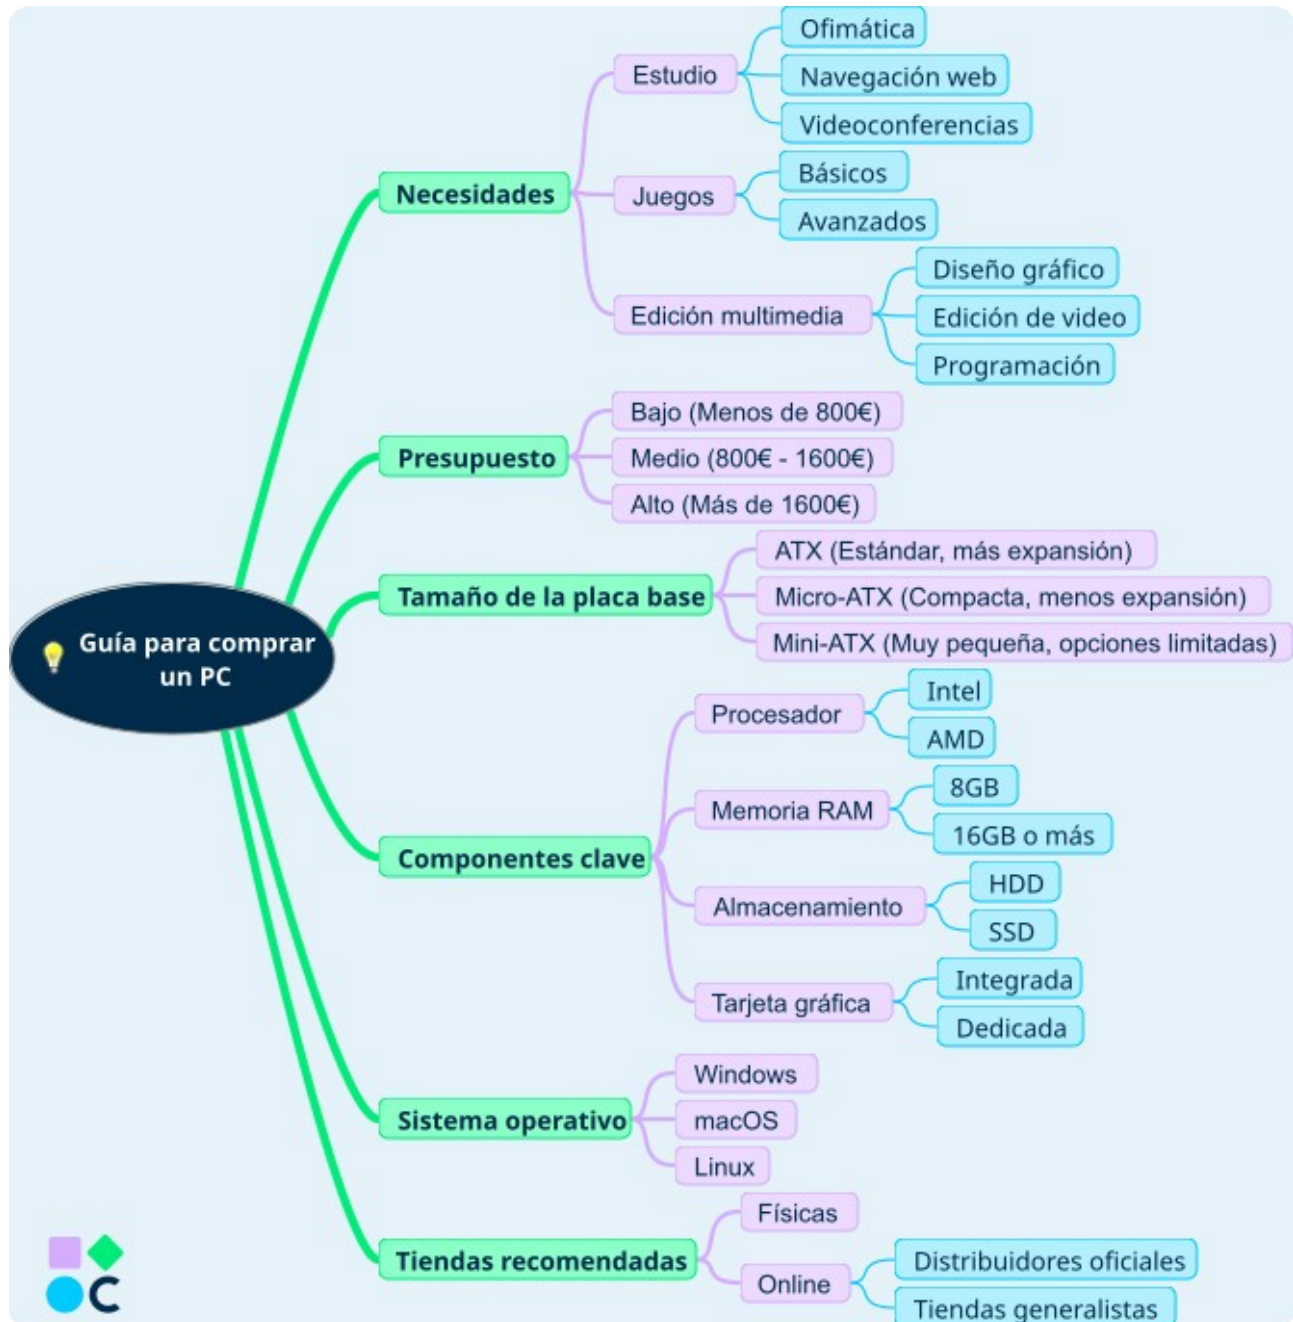 Ofimática
Estudio
Navegación web
Videoconferencias
Necesidades
Juegos
Básicos
Avanzados
Edición multimedia
Diseño gráfico
Edición de video
Programación
Presupuesto
Bajo (Menos de 800€)
Medio (800€ - 1600€)
Alto (Más de 1600€)
Tamaño de la placa base
ATX (Estándar, más expansión)
Micro-ATX (Compacta, menos expansión)
Mini-ATX (Muy pequeña, opciones limitadas)
Guía para comprar
un PC
Componentes clave
Procesador
Intel
AMD
Memoria RAM
8GB
16GB o más
Almacenamiento
HDD
SSD
Tarjeta gráfica
Integrada
Dedicada
Sistema operativo
Windows
macOS
Linux
Tiendas recomendadas
Físicas
Online
Distribuidores oficiales
Tiendas generalistas
C